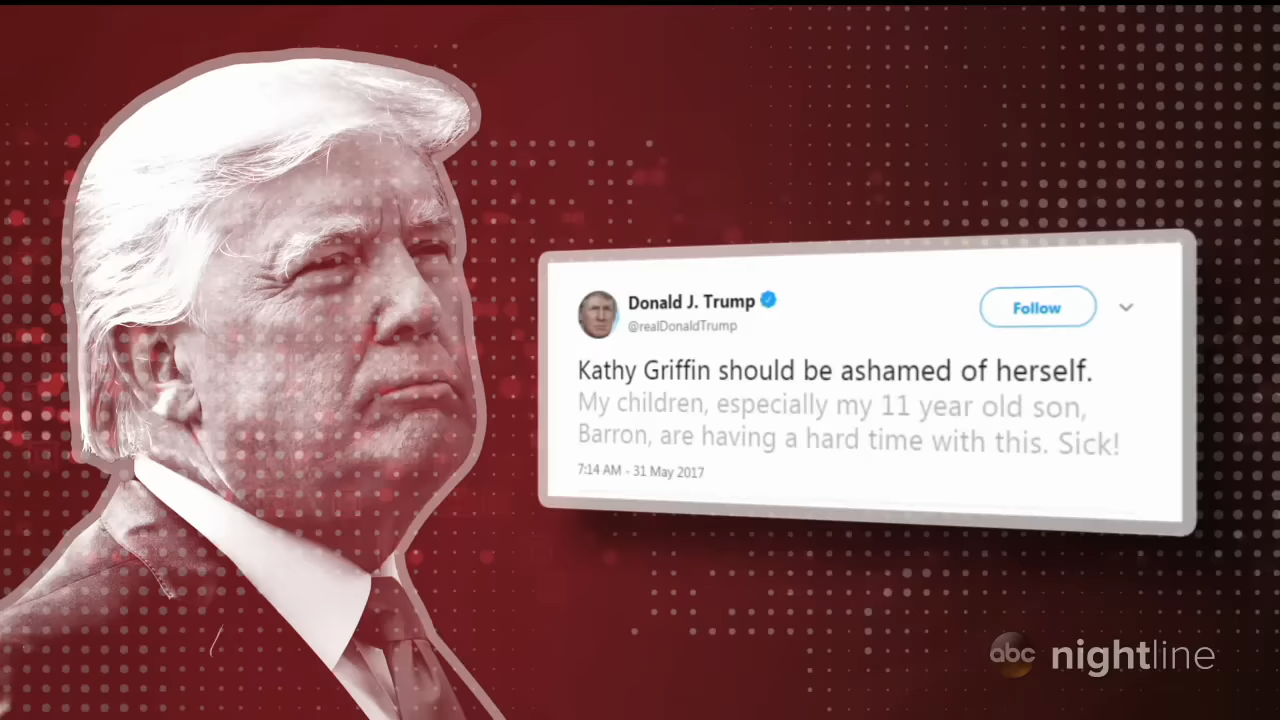 Donald J. Trump
@realDonaldTrump
Follow
Kathy Griffin should be ashamed of herself.
My children, especially my 11 year old son,
Barron, are having a hard time with this. Sick!
7:14 AM - 31 May 2017
abc nightline